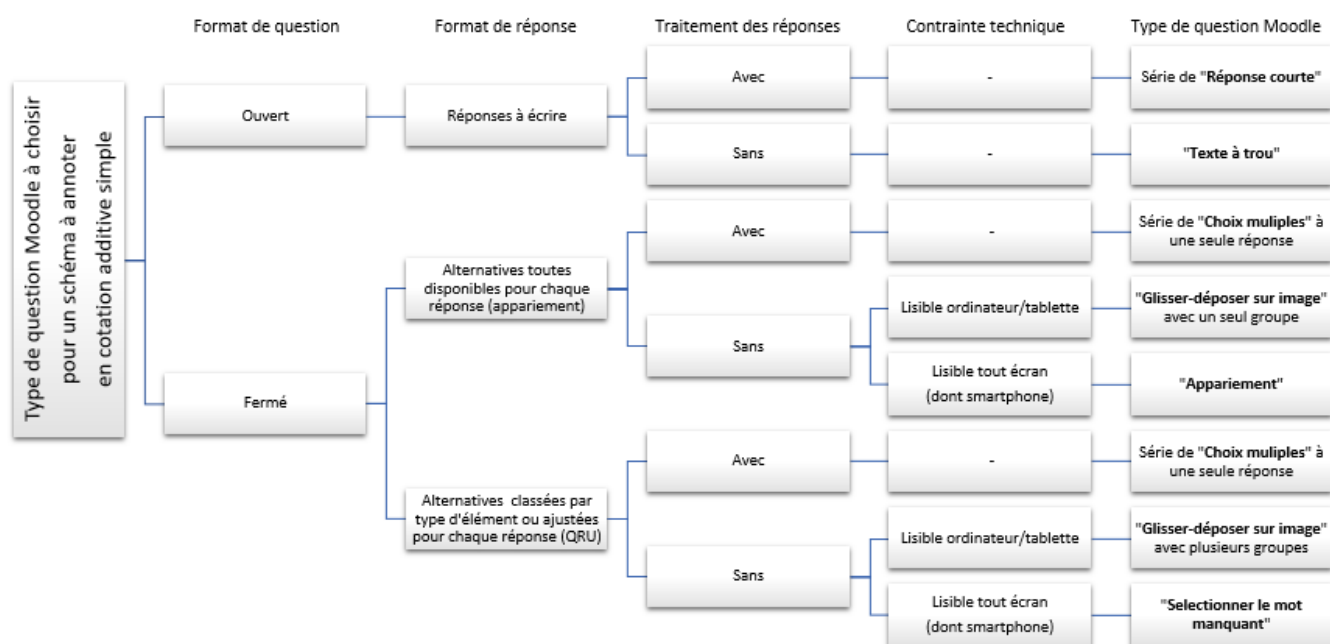 Format de question
Format de réponse
Traitement des réponses
Contrainte technique
Type de question Moodle
Type de question Moodle à choisir
pour un schéma à annoter
en cotation additive simple
Ouvert
Réponses à écrire
Avec
-
Série de "Réponse courte"
Sans
-
"Texte à trou"
Fermé
Alternatives toutes
disponibles pour chaque
réponse (appariement)
Avec
-
Série de "Choix muliples" à
une seule réponse
Sans
Lisible ordinateur/tablette
"Glisser-déposer sur image"
avec un seul groupe
Lisible tout écran
(dont smartphone)
"Appariement"
Alternatives classées par
type d'élément ou ajustées
pour chaque réponse (QRU)
Avec
-
Série de "Choix muliples" à
une seule réponse
Sans
Lisible ordinateur/tablette
"Glisser-déposer sur image"
avec plusieurs groupes
Lisible tout écran
(dont smartphone)
"Selectionner le mot
manquant"